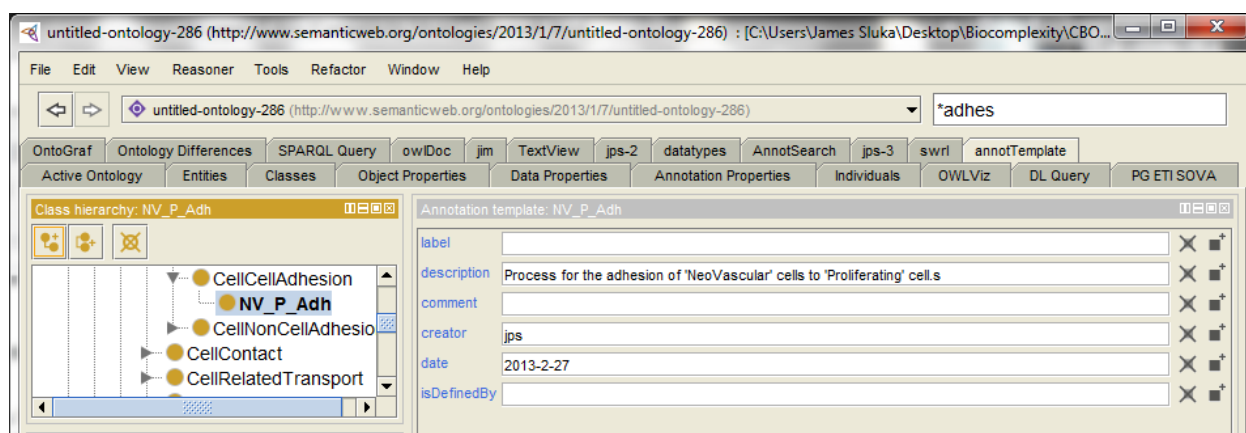 untitled-ontology-286 (http://www.semanticweb.org/ontologies/2013/1/7/untitled-ontology-286) : [C:\Users\James Sluka\Desktop\Biocomplexity\CBO...
File Edit View Reasoner Tools Refactor Window Help
untitled-ontology-286 (http://www.semanticweb.org/ontologies/2013/1/7/untitled-ontology-286) *adhes
OntoGraf Ontology Differences SPARQL Query owlDoc jim TextView jps-2 datatypes AnnotSearch jps-3 swrl annotTemplate
Active Ontology Entities Classes Object Properties Data Properties Annotation Properties Individuals OWLViz DL Query PG ETI SOVA
Class hierarchy: NV_P_Adh
CellCellAdhesion
NV_P_Adh
CellNonCellAdhesio
CellContact
CellRelatedTransport
Annotation template: NV_P_Adh
label
description Process for the adhesion of 'NeoVascular' cells to 'Proliferating' cell.s
comment
creator jps
date 2013-2-27
isDefinedBy